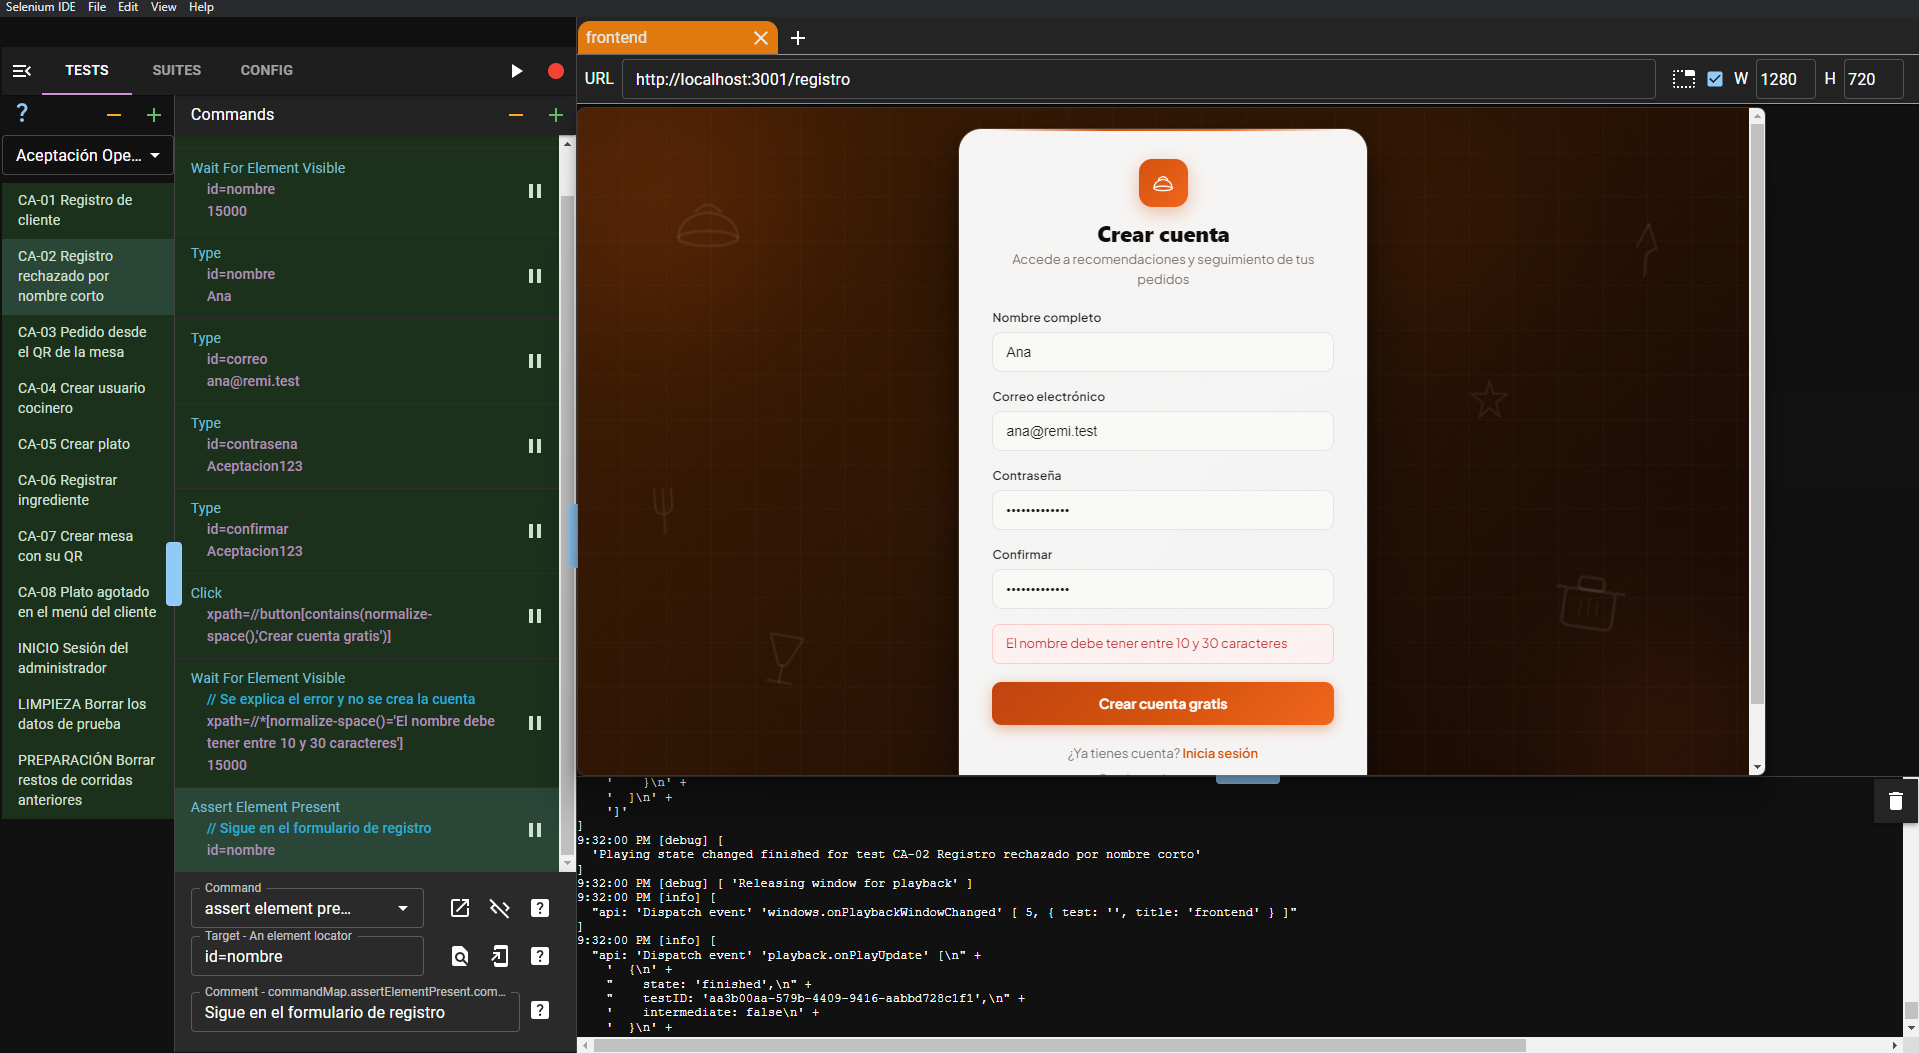 Selenium IDE File Edit View Help
TESTS SUITES CONFIG
frontend
URL http://localhost:3001/registro W 1280 H 720
?
Aceptación Ope...
CA-01 Registro de
cliente
CA-02 Registro
rechazado por
nombre corto
CA-03 Pedido desde
el QR de la mesa
CA-04 Crear usuario
cocinero
CA-05 Crear plato
CA-06 Registrar
ingrediente
CA-07 Crear mesa
con su QR
CA-08 Plato agotado
en el menú del cliente
INICIO Sesión del
administrador
LIMPIEZA Borrar los
datos de prueba
PREPARACIÓN Borrar
restos de corridas
anteriores
Commands
Wait For Element Visible
id=nombre
15000
Type
id=nombre
Ana
Type
id=correo
ana@remi.test
Type
id=contrasena
Aceptacion123
Type
id=confirmar
Aceptacion123
Click
xpath=//button[contains(normalize-
space(),'Crear cuenta gratis')]
Wait For Element Visible
// Se explica el error y no se crea la cuenta
xpath=//*[normalize-space()='El nombre debe
tener entre 10 y 30 caracteres']
15000
Assert Element Present
// Sigue en el formulario de registro
id=nombre
Command
assert element pre...
Target - An element locator
id=nombre
Comment - commandMap.assertElementPresent.com...
Sigue en el formulario de registro
Crear cuenta
Accede a recomendaciones y seguimiento de tus
pedidos
Nombre completo
Ana
Correo electrónico
ana@remi.test
Contraseña
•••••••••••••
Confirmar
•••••••••••••
El nombre debe tener entre 10 y 30 caracteres
Crear cuenta gratis
¿Ya tienes cuenta? Inicia sesión
'    }\n' +
'  ]\n' +
']'
]
9:32:00 PM [debug] [
'Playing state changed finished for test CA-02 Registro rechazado por nombre corto'
]
9:32:00 PM [debug] [ 'Releasing window for playback' ]
9:32:00 PM [info] [
"api: 'Dispatch event' 'windows.onPlaybackWindowChanged' [ 5, { test: '', title: 'frontend' } ]"
]
9:32:00 PM [info] [
"api: 'Dispatch event' 'playback.onPlayUpdate' [\n" +
'  {\n' +
"    state: 'finished',\n" +
"    testID: 'aa3b00aa-579b-4409-9416-aabbd728c1f1',\n" +
'    intermediate: false\n' +
'  }\n' +